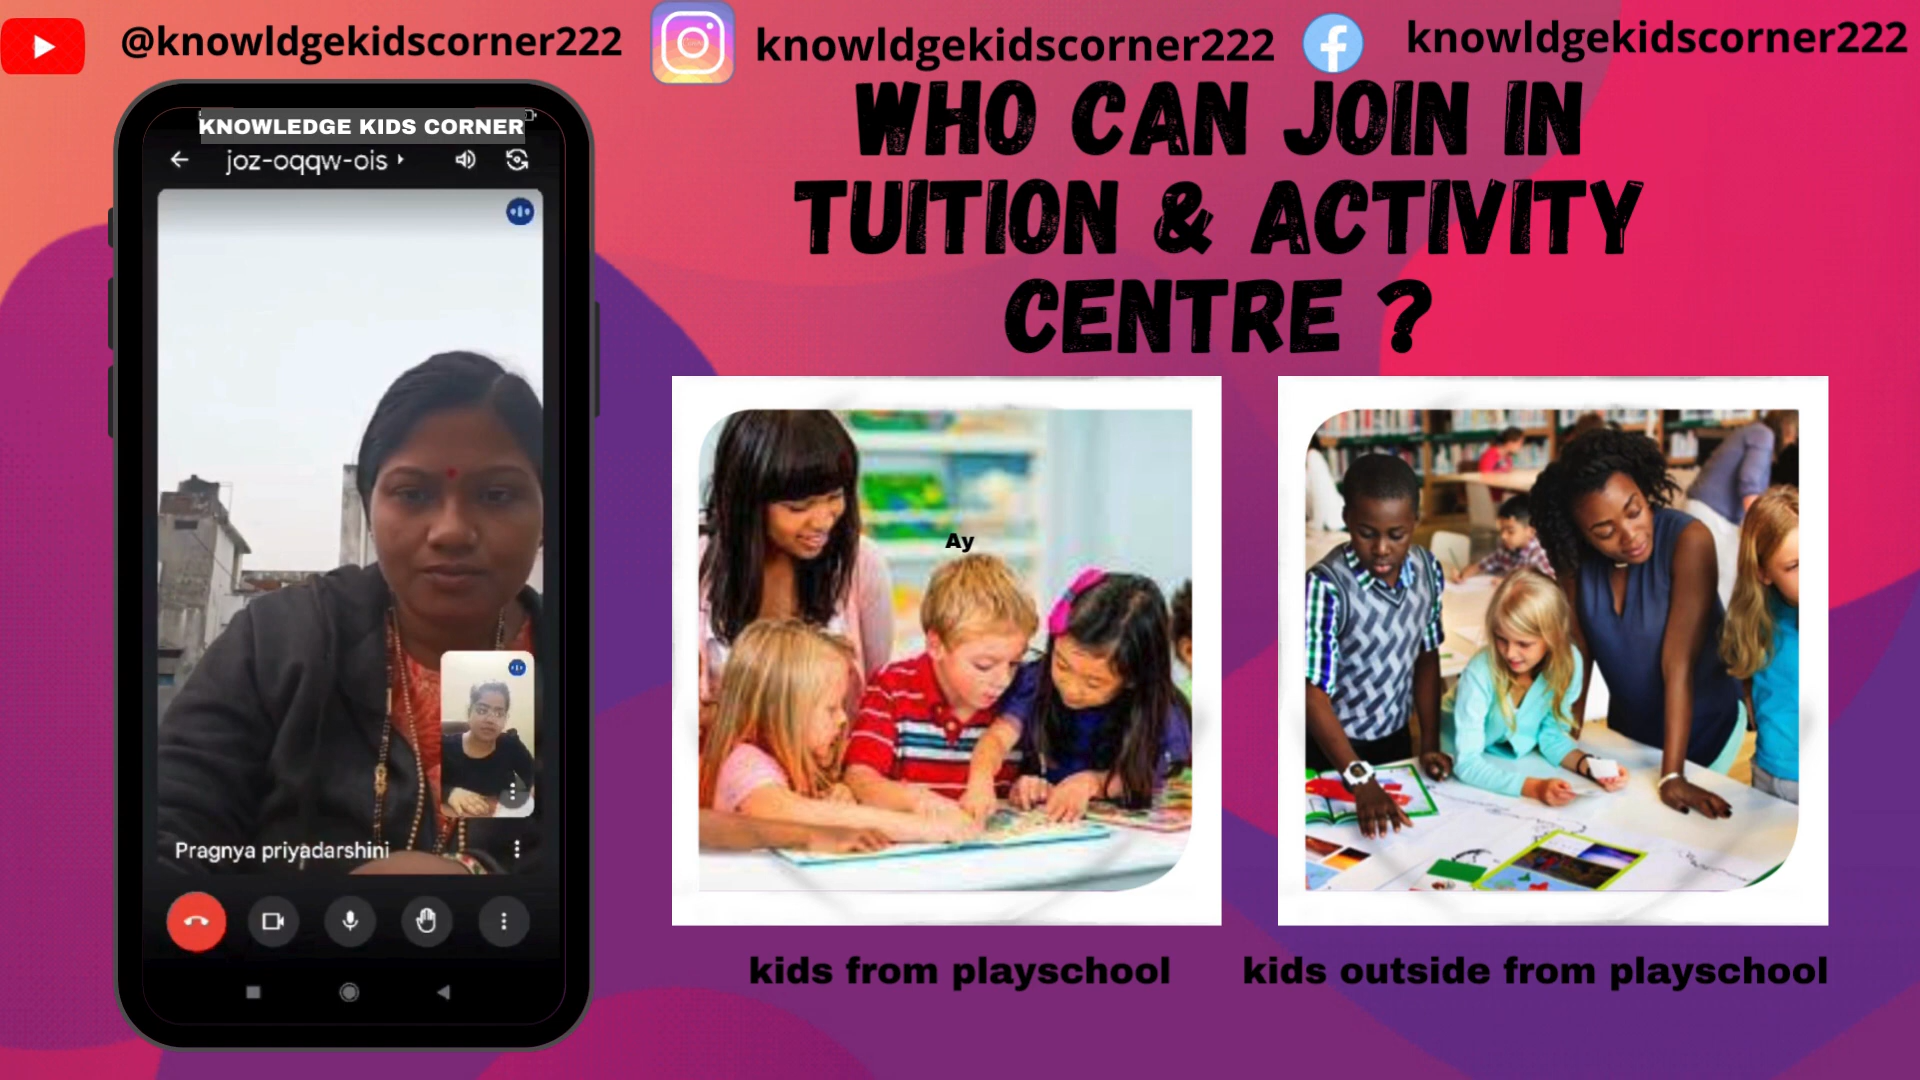 @knowldgekidscorner222
knowldgekidscorner222
knowldgekidscorner222
KNOWLEDGE KIDS CORNER
joz-oqqw-ois
Pragnya priyadarshini
WHO CAN JOIN IN
TUITION & ACTIVITY
CENTRE ?
Ay
kids from playschool
kids outside from playschool